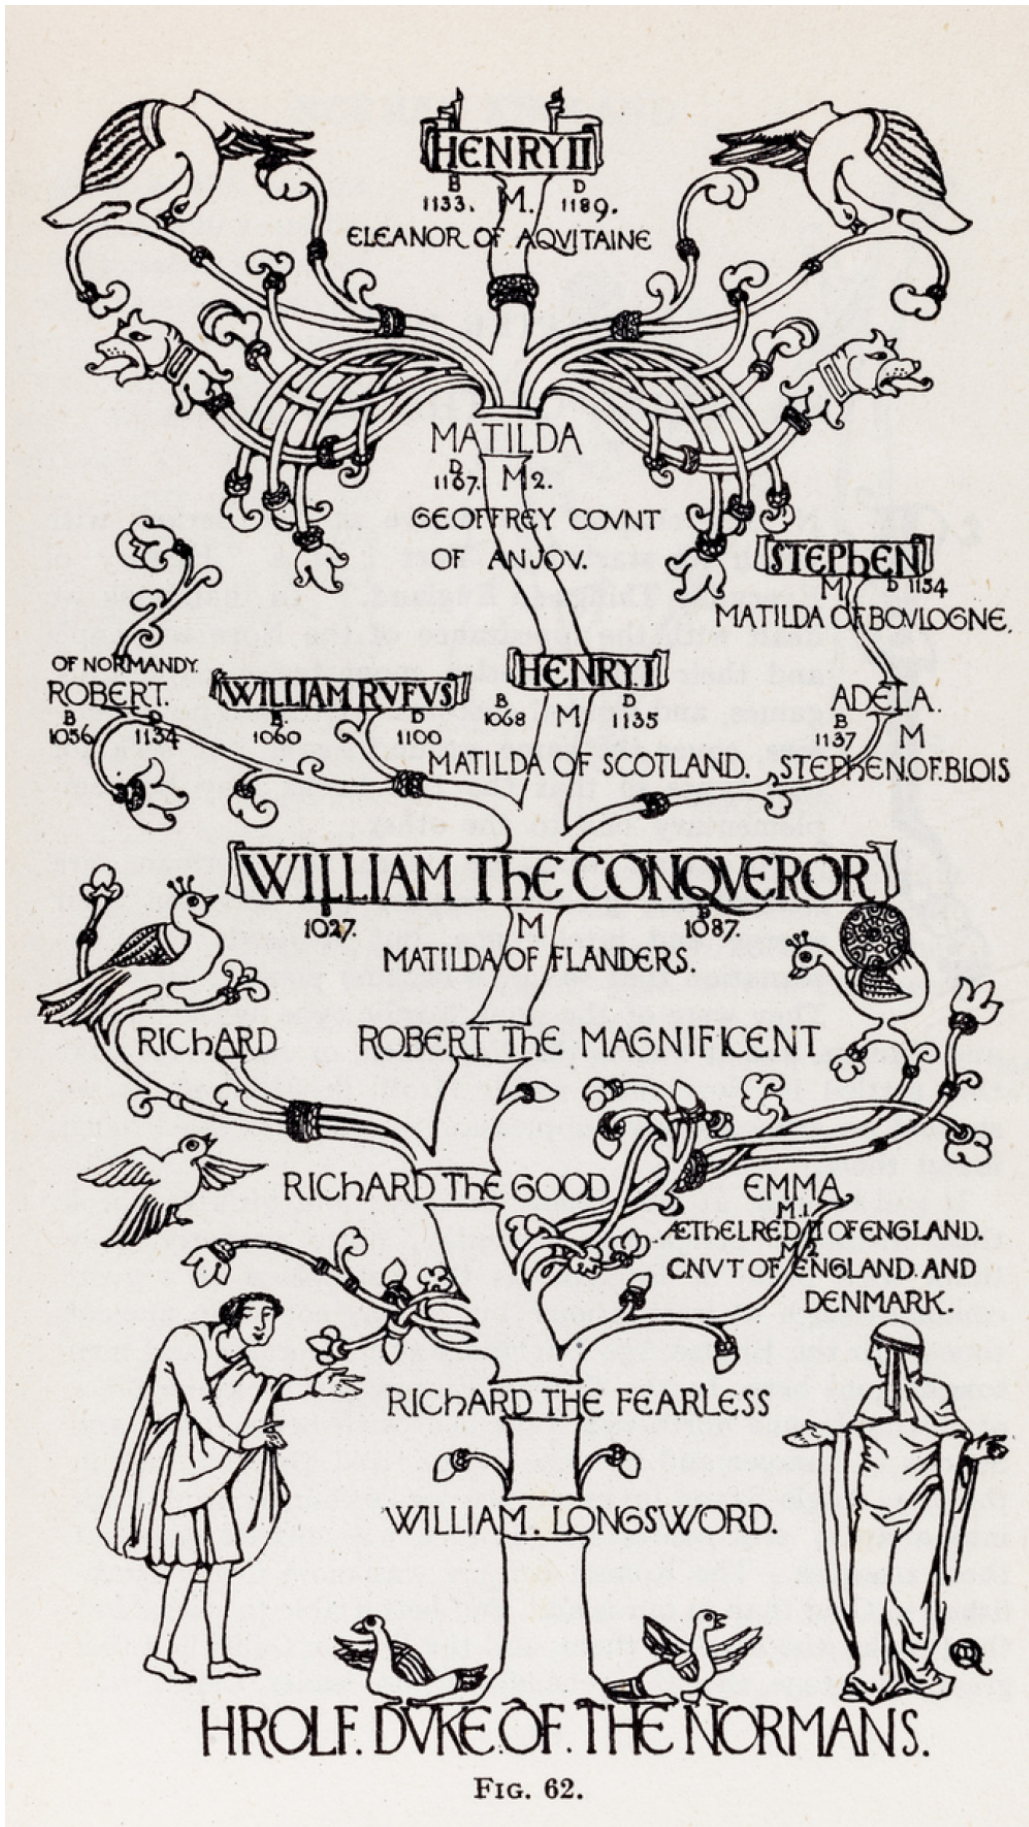 HENRY II
B D
1133. M. 1189.
ELEANOR OF AQVITAINE
MATILDA
D
1167. M2.
GEOFFREY COVNT
OF ANJOV.
STEPhEN
M D 1154
MATILDA OF BOVLOGNE.
OF NORMANDY.
ROBERT.
B D
1056 1134
WILLIAM RVFVS
B. D
1060 1100
HENRY I
B D
1068 M 1135
MATILDA OF SCOTLAND.
ADELA.
B
1137 M
STEPhEN.OF.BLOIS
WILLIAM ThE CONQVEROR
B D
1027. M 1087.
MATILDA OF FLANDERS.
RIChARD
ROBERT ThE MAGNIFICENT
RIChARD ThE GOOD
EMMA
M.1
ÆThELRED II OF ENGLAND.
M 2
CNVT OF ENGLAND AND
DENMARK.
RIChARD THE FEARLESS
WILLIAM. LONGSWORD.
HROLF. DVKE.OF.THE NORMANS.
FIG. 62.